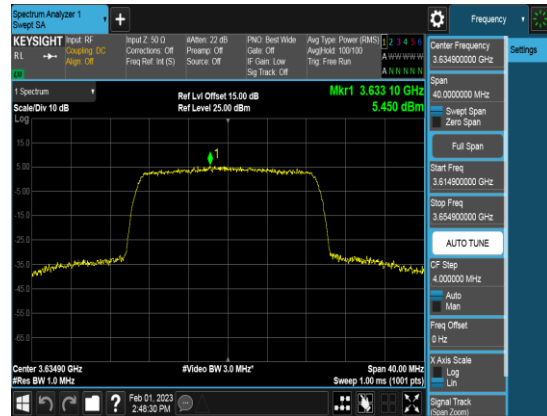 Spectrum Analyzer 1
Swept SA
+
Frequency
KEYSIGHT
Input: RF
Coupling: DC
Align: Off
Input Z: 50 Ω
Corrections: Off
Freq Ref: Int (S)
#Atten: 22 dB
Preamp: Off
Source: Off
PNO: Best Wide
Gate: Off
IF Gain: Low
Sig Track: Off
Avg Type: Power (RMS)
Avg|Hold: 100/100
Trig: Free Run
1 2 3 4 5 6
A W W W W W
A N N N N N
LXI
1 Spectrum
Scale/Div 10 dB
Ref Lvl Offset 15.00 dB
Ref Level 25.00 dBm
Mkr1 3.633 10 GHz
5.450 dBm
Log
15.0
5.00
-5.00
-15.0
-25.0
-35.0
-45.0
-55.0
-65.0
1
Center 3.63490 GHz
#Res BW 1.0 MHz
#Video BW 3.0 MHz*
Span 40.00 MHz
Sweep 1.00 ms (1001 pts)
Center Frequency
3.634900000 GHz
Settings
Span
40.0000000 MHz
Swept Span
Zero Span
Full Span
Start Freq
3.614900000 GHz
Stop Freq
3.654900000 GHz
AUTO TUNE
CF Step
4.000000 MHz
Auto
Man
Freq Offset
0 Hz
X Axis Scale
Log
Lin
Signal Track
(Span Zoom)
?
Feb 01, 2023
2:48:30 PM